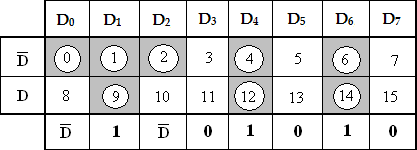 D₀ D₁ D₂ D₃ D₄ D₅ D₆ D₇
D̅ 0 1 2 3 4 5 6 7
D 8 9 10 11 12 13 14 15
D̅ 1 D̅ 0 1 0 1 0